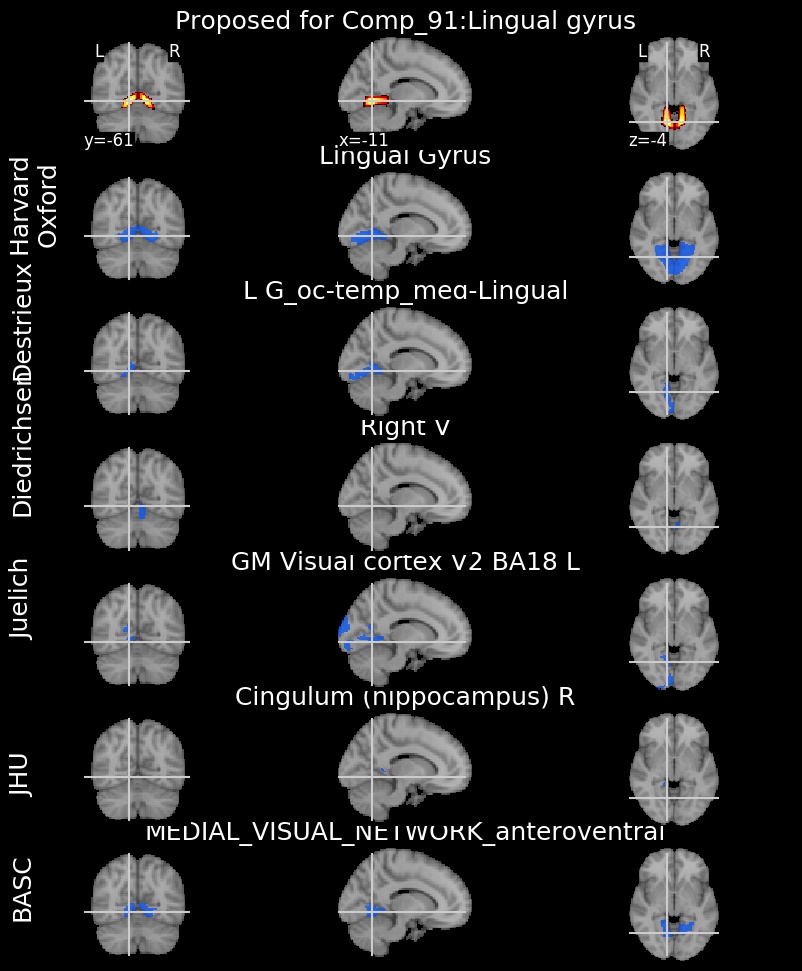 Proposed for Comp_91:Lingual gyrus
L R L R
y=-61 x=-11 z=-4
Harvard
Oxford
Lingual Gyrus
Destrieux
L G_oc-temp_med-Lingual
Diedrichsen
Right V
Juelich
GM Visual cortex V2 BA18 L
JHU
Cingulum (hippocampus) R
BASC
MEDIAL_VISUAL_NETWORK_anteroventral